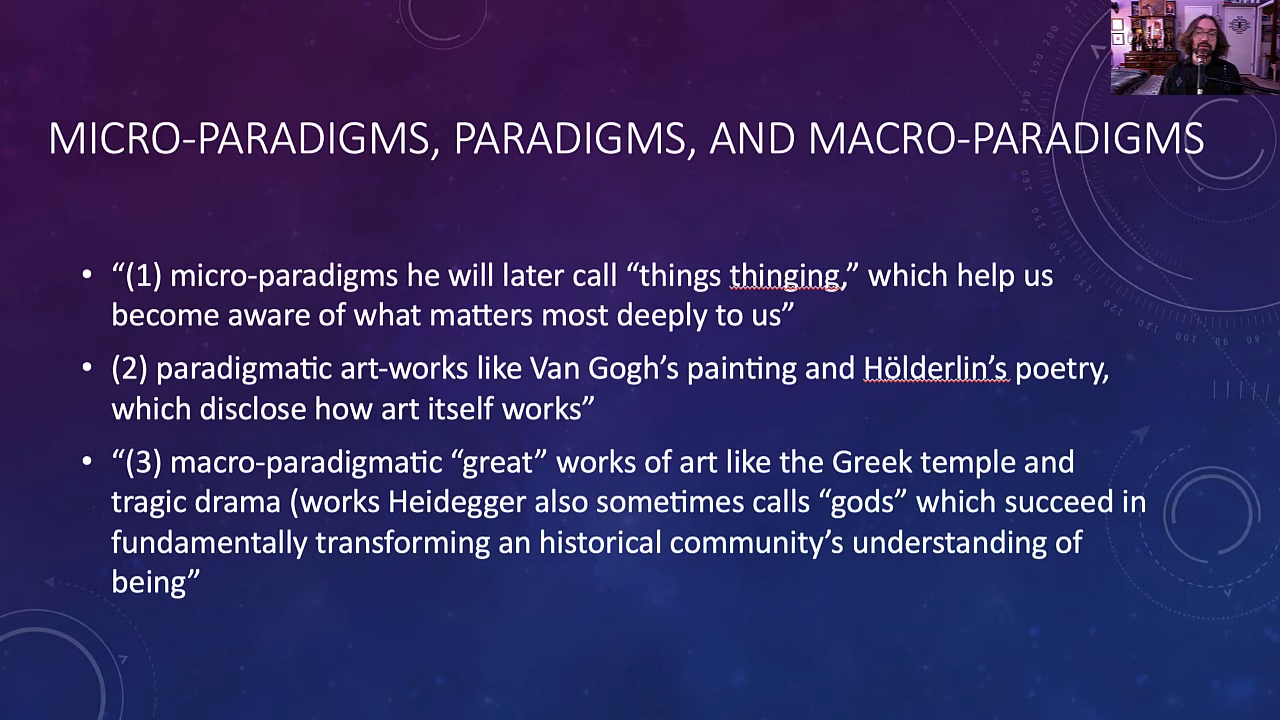 MICRO-PARADIGMS, PARADIGMS, AND MACRO-PARADIGMS
• “(1) micro-paradigms he will later call “things thinging,” which help us
become aware of what matters most deeply to us”
• (2) paradigmatic art-works like Van Gogh’s painting and Hölderlin’s poetry,
which disclose how art itself works”
• “(3) macro-paradigmatic “great” works of art like the Greek temple and
tragic drama (works Heidegger also sometimes calls “gods” which succeed in
fundamentally transforming an historical community’s understanding of
being”